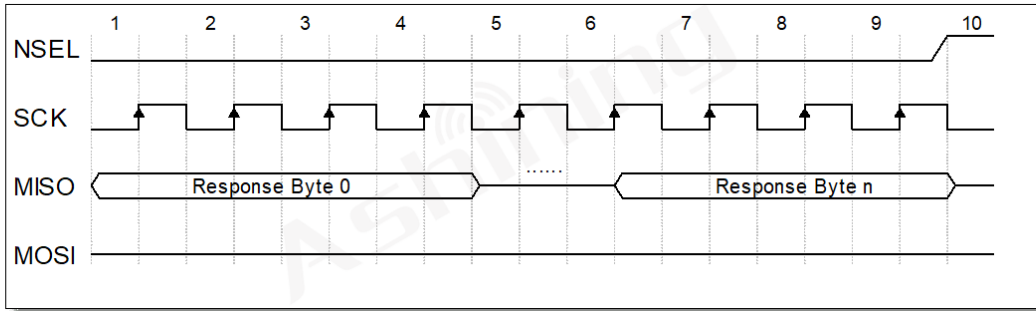 1 2 3 4 5 6 7 8 9 10
NSEL
SCK
MISO Response Byte 0 ...... Response Byte n
MOSI
Ashining